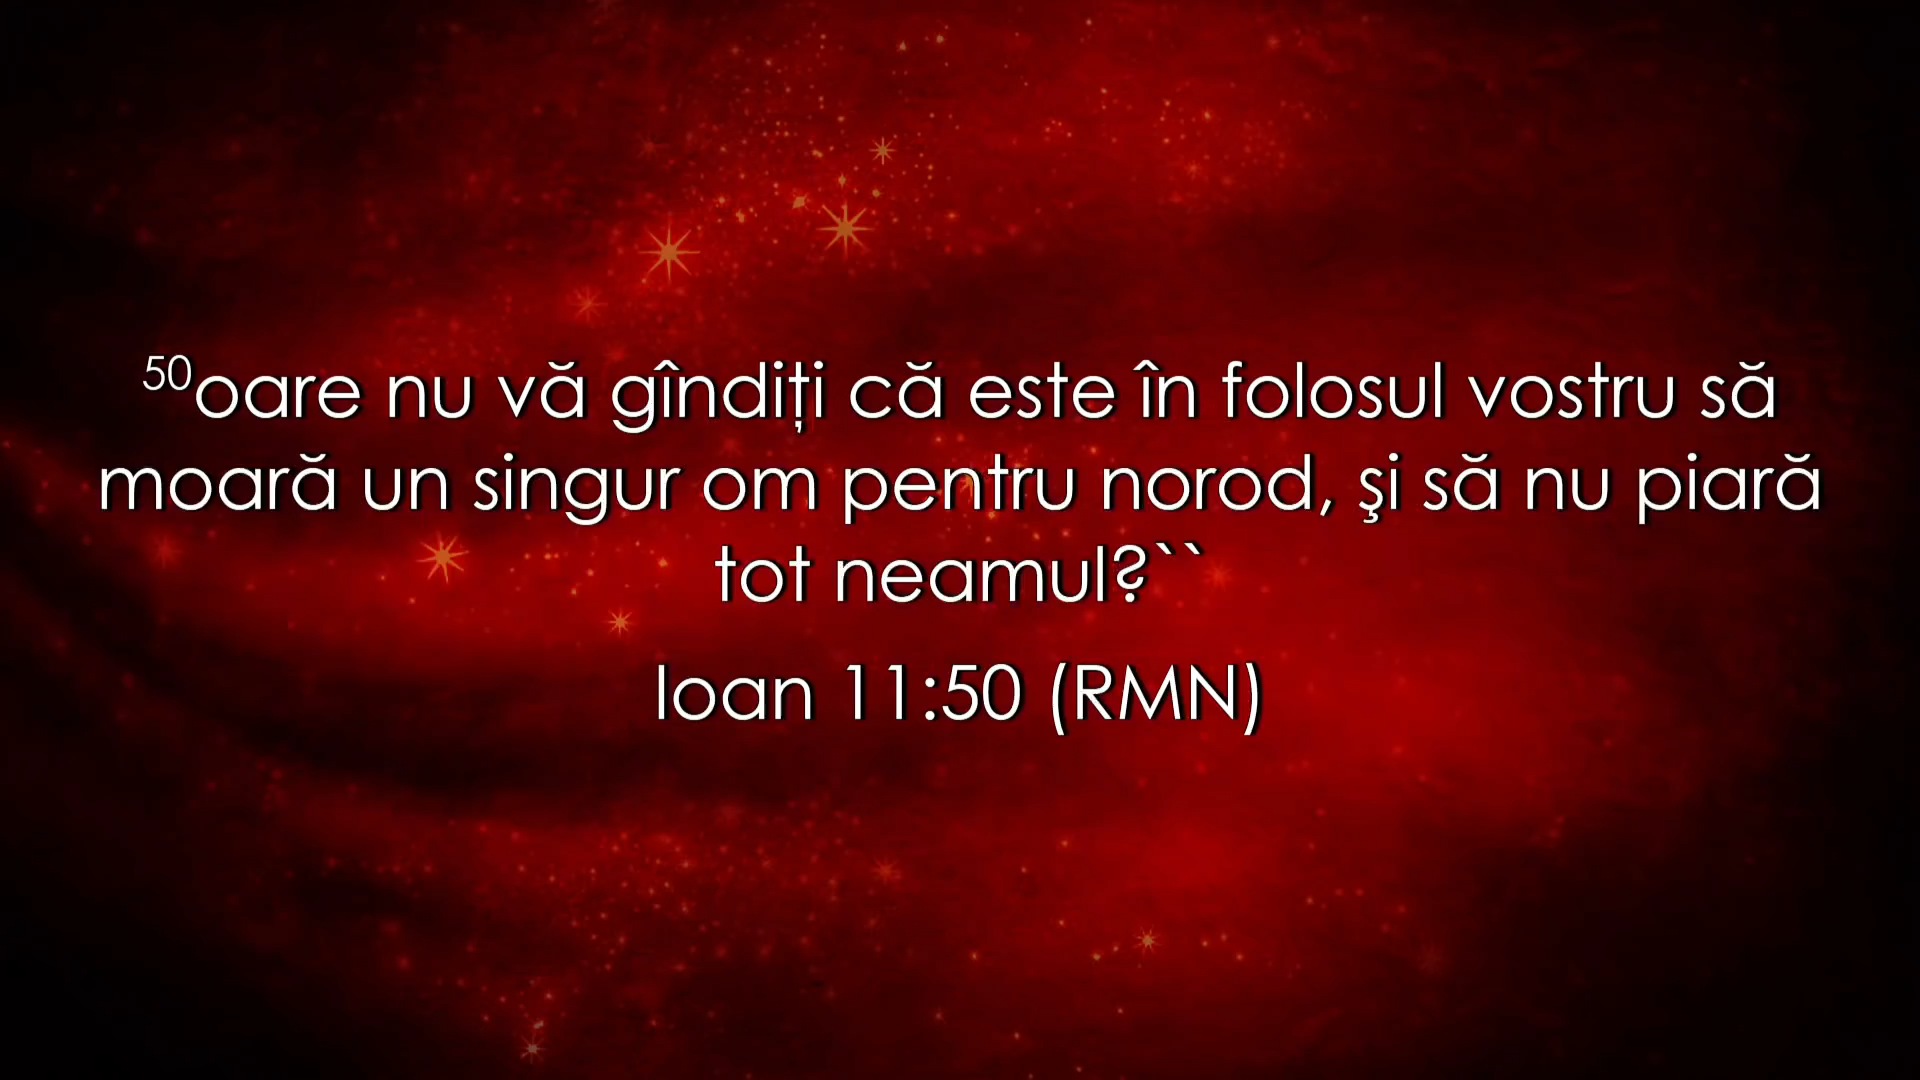 50oare nu vă gîndiţi că este în folosul vostru să
moară un singur om pentru norod, şi să nu piară
tot neamul?``
Ioan 11:50 (RMN)